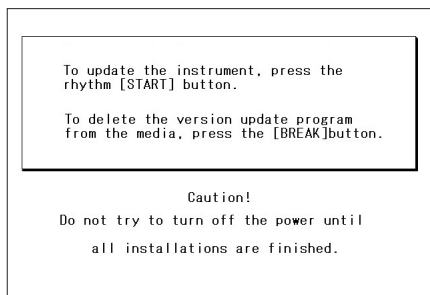 To update the instrument, press the
rhythm [START] button.
To delete the version update program
from the media, press the [BREAK]button.
Caution!
Do not try to turn off the power until
all installations are finished.